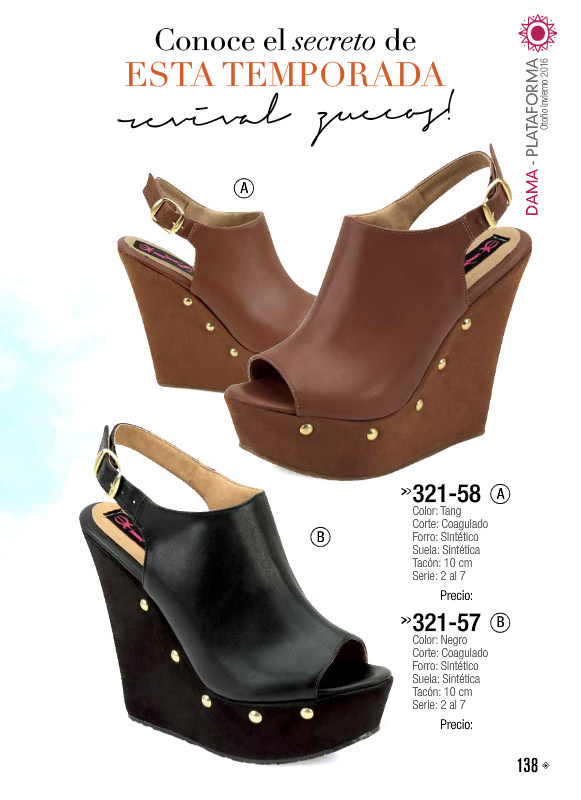 Conoce el secreto de
ESTA TEMPORADA
revival zuecos!
DAMA - PLATAFORMA
Otoño Invierno 2016
A
»321-58 A
Color: Tang
Corte: Coagulado
Forro: Sintético
Suela: Sintética
Tacón: 10 cm
Serie: 2 al 7
Precio:
B
»321-57 B
Color: Negro
Corte: Coagulado
Forro: Sintético
Suela: Sintética
Tacón: 10 cm
Serie: 2 al 7
Precio:
138